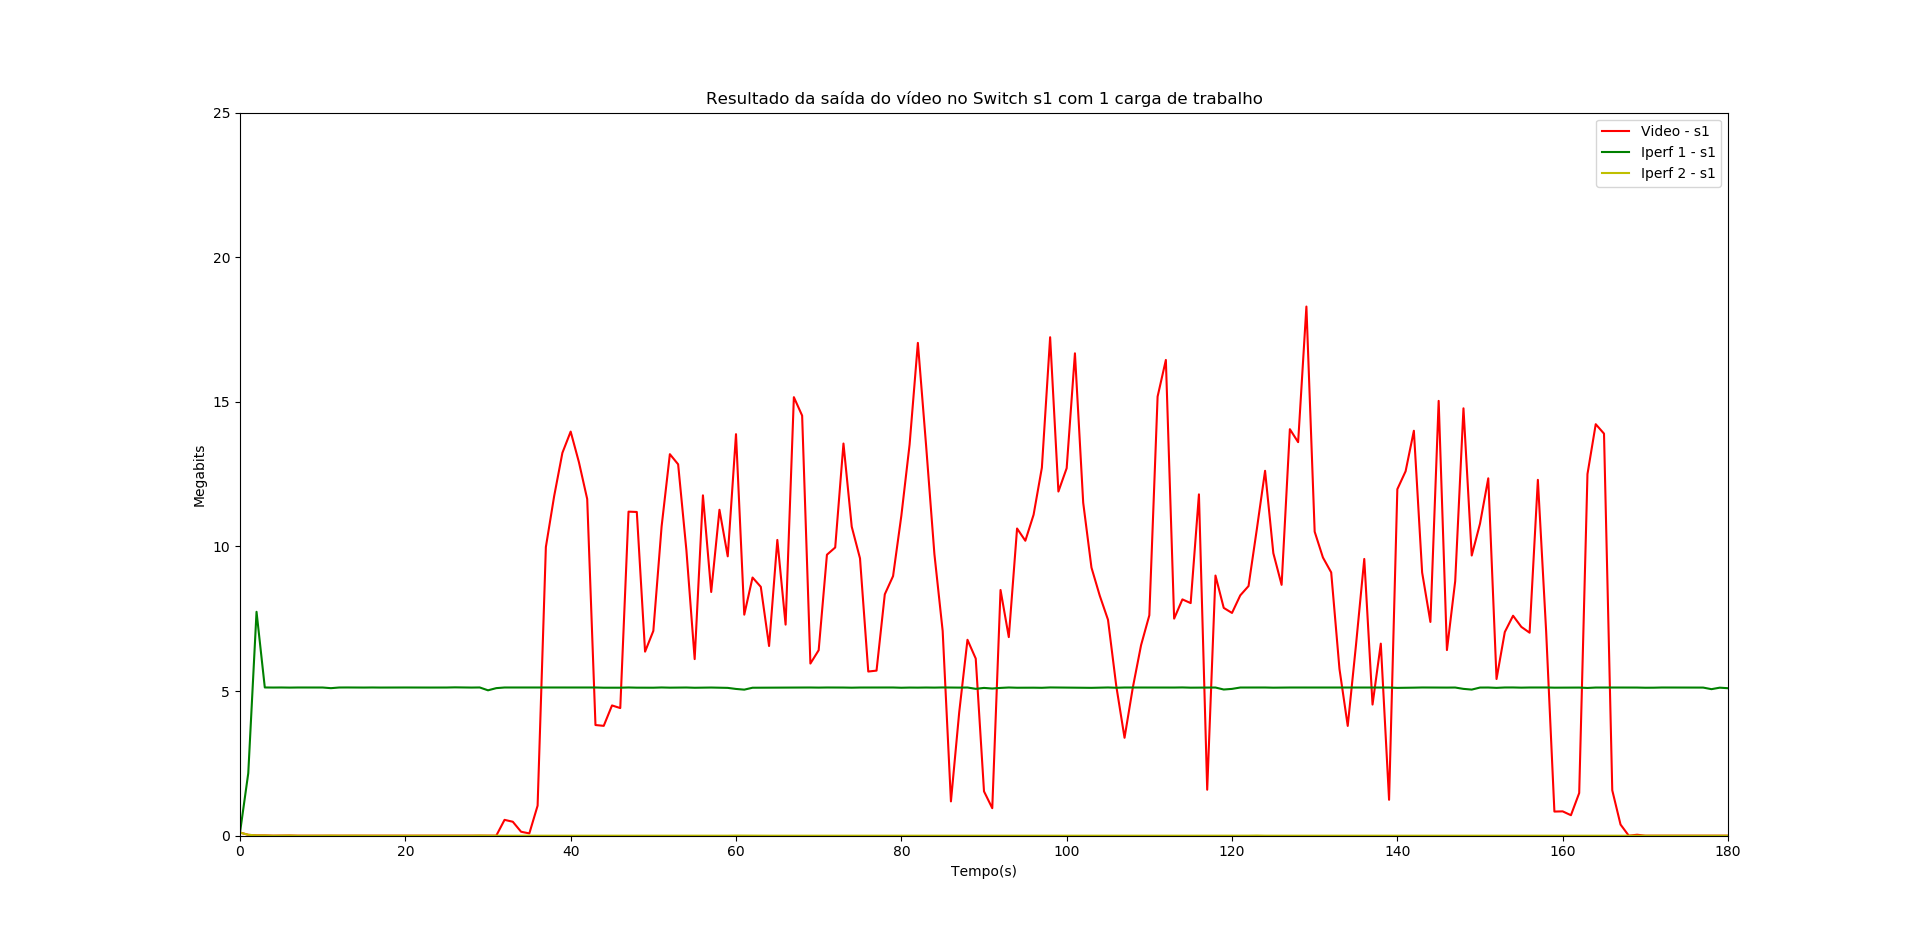 Resultado da saída do vídeo no Switch s1 com 1 carga de trabalho
25
20
15
10
5
0
Megabits
Video - s1
Iperf 1 - s1
Iperf 2 - s1
0 20 40 60 80 100 120 140 160 180
Tempo(s)